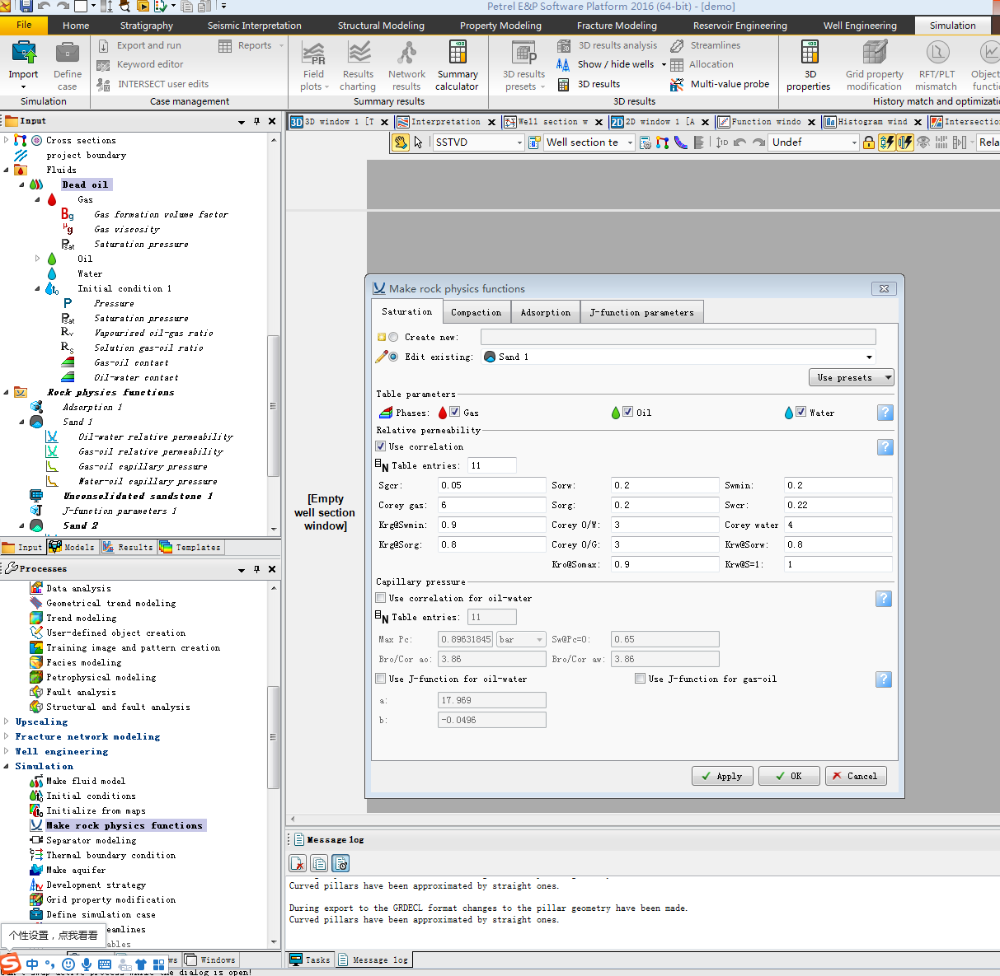 Petrel E&P Software Platform 2016 (64-bit) - [demo]
File Home Stratigraphy Seismic Interpretation Structural Modeling Property Modeling Fracture Modeling Reservoir Engineering Well Engineering Simulation
Import
Define case
Export and run
Keyword editor
INTERSECT user edits
Reports
Field plots
Results charting
Network results
Summary calculator
3D results presets
3D results analysis
Show / hide wells
3D results
Streamlines
Allocation
Multi-value probe
3D properties
Grid property modification
RFT/PLT mismatch
Object functi
Simulation Case management Summary results 3D results History match and optimizati
Input
Cross sections
project boundary
Fluids
Dead oil
Gas
Bg Gas formation volume factor
μg Gas viscosity
Psat Saturation pressure
Oil
Water
Initial condition 1
P Pressure
Psat Saturation pressure
Rv Vapourized oil-gas ratio
Rs Solution gas-oil ratio
Gas-oil contact
Oil-water contact
Rock physics functions
Adsorption 1
Sand 1
Oil-water relative permeability
Gas-oil relative permeability
Gas-oil capillary pressure
Water-oil capillary pressure
Unconsolidated sandstone 1
J-function parameters 1
Sand 2
Input Models Results Templates
Processes
Data analysis
Geometrical trend modeling
Trend modeling
User-defined object creation
Training image and pattern creation
Facies modeling
Petrophysical modeling
Fault analysis
Structural and fault analysis
Upscaling
Fracture network modeling
Well engineering
Simulation
Make fluid model
Initial conditions
Initialize from maps
Make rock physics functions
Separator modeling
Thermal boundary condition
Make aquifer
Development strategy
Grid property modification
Define simulation case
eamlines
ables
个性设置，点我看看
中
ws Windows
swap active process while the dialog is open!
3D 3D window 1 [T Interpretation Well section w 2D 2D window 1 [A Function windo Histogram wind Intersection
SSTVD Well section te Undef Rela
[Empty
well section
window]
Make rock physics functions
Saturation Compaction Adsorption J-function parameters
Create new:
Edit existing: Sand 1
Use presets
Table parameters
Phases: Gas Oil Water ?
Relative permeability
Use correlation ?
N Table entries: 11
Sgcr: 0.05 Sorw: 0.2 Swmin: 0.2
Corey gas: 6 Sorg: 0.2 Swcr: 0.22
Krg@Swmin: 0.9 Corey O/W: 3 Corey water 4
Krg@Sorg: 0.8 Corey O/G: 3 Krw@Sorw: 0.8
Kro@Somax: 0.9 Krw@S=1: 1
Capillary pressure
Use correlation for oil-water ?
N Table entries: 11
Max Pc: 0.89631845 bar Sw@Pc=0: 0.65
Bro/Cor ao: 3.86 Bro/Cor aw: 3.86
Use J-function for oil-water Use J-function for gas-oil ?
a: 17.969
b: -0.0496
Apply OK Cancel
Message log
Curved pillars have been approximated by straight ones.
During export to the GRDECL format changes to the pillar geometry have been made.
Curved pillars have been approximated by straight ones.
Tasks Message log